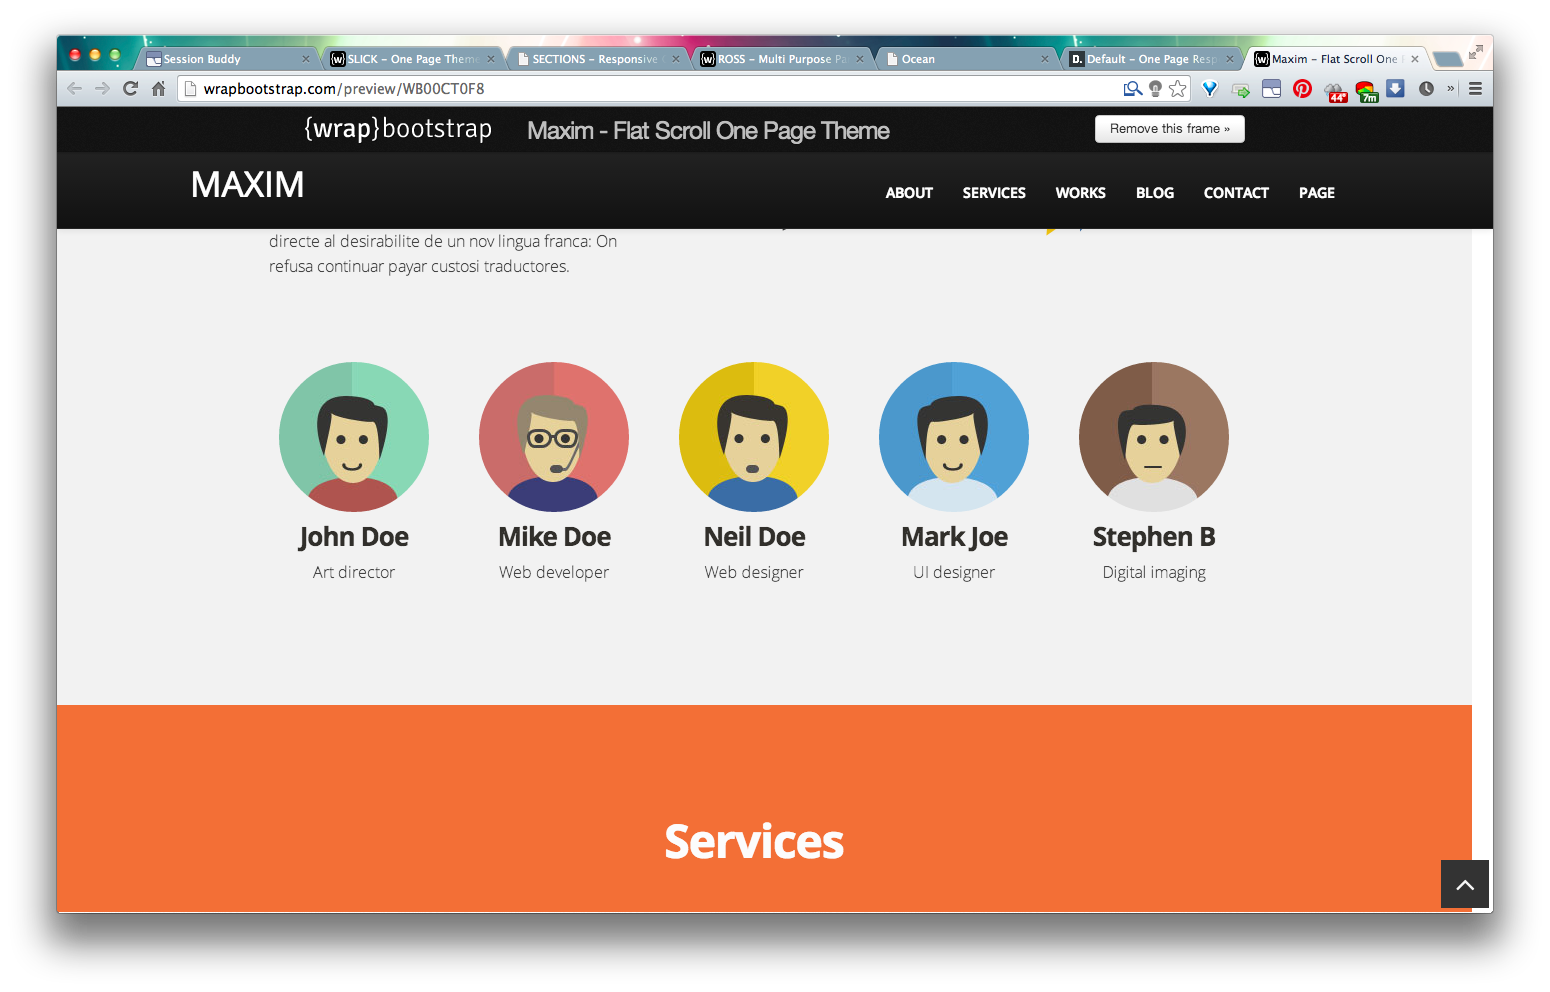 Session Buddy
SLICK – One Page Theme
SECTIONS – Responsive
ROSS – Multi Purpose Pa
Ocean
Default – One Page Resp
Maxim – Flat Scroll One
wrapbootstrap.com/preview/WB00CT0F8
44°
7m
»
{wrap}bootstrap
Maxim - Flat Scroll One Page Theme
Remove this frame »
MAXIM
ABOUT SERVICES WORKS BLOG CONTACT PAGE
directe al desirabilite de un nov lingua franca: On
refusa continuar payar custosi traductores.
John Doe
Art director
Mike Doe
Web developer
Neil Doe
Web designer
Mark Joe
UI designer
Stephen B
Digital imaging
Services